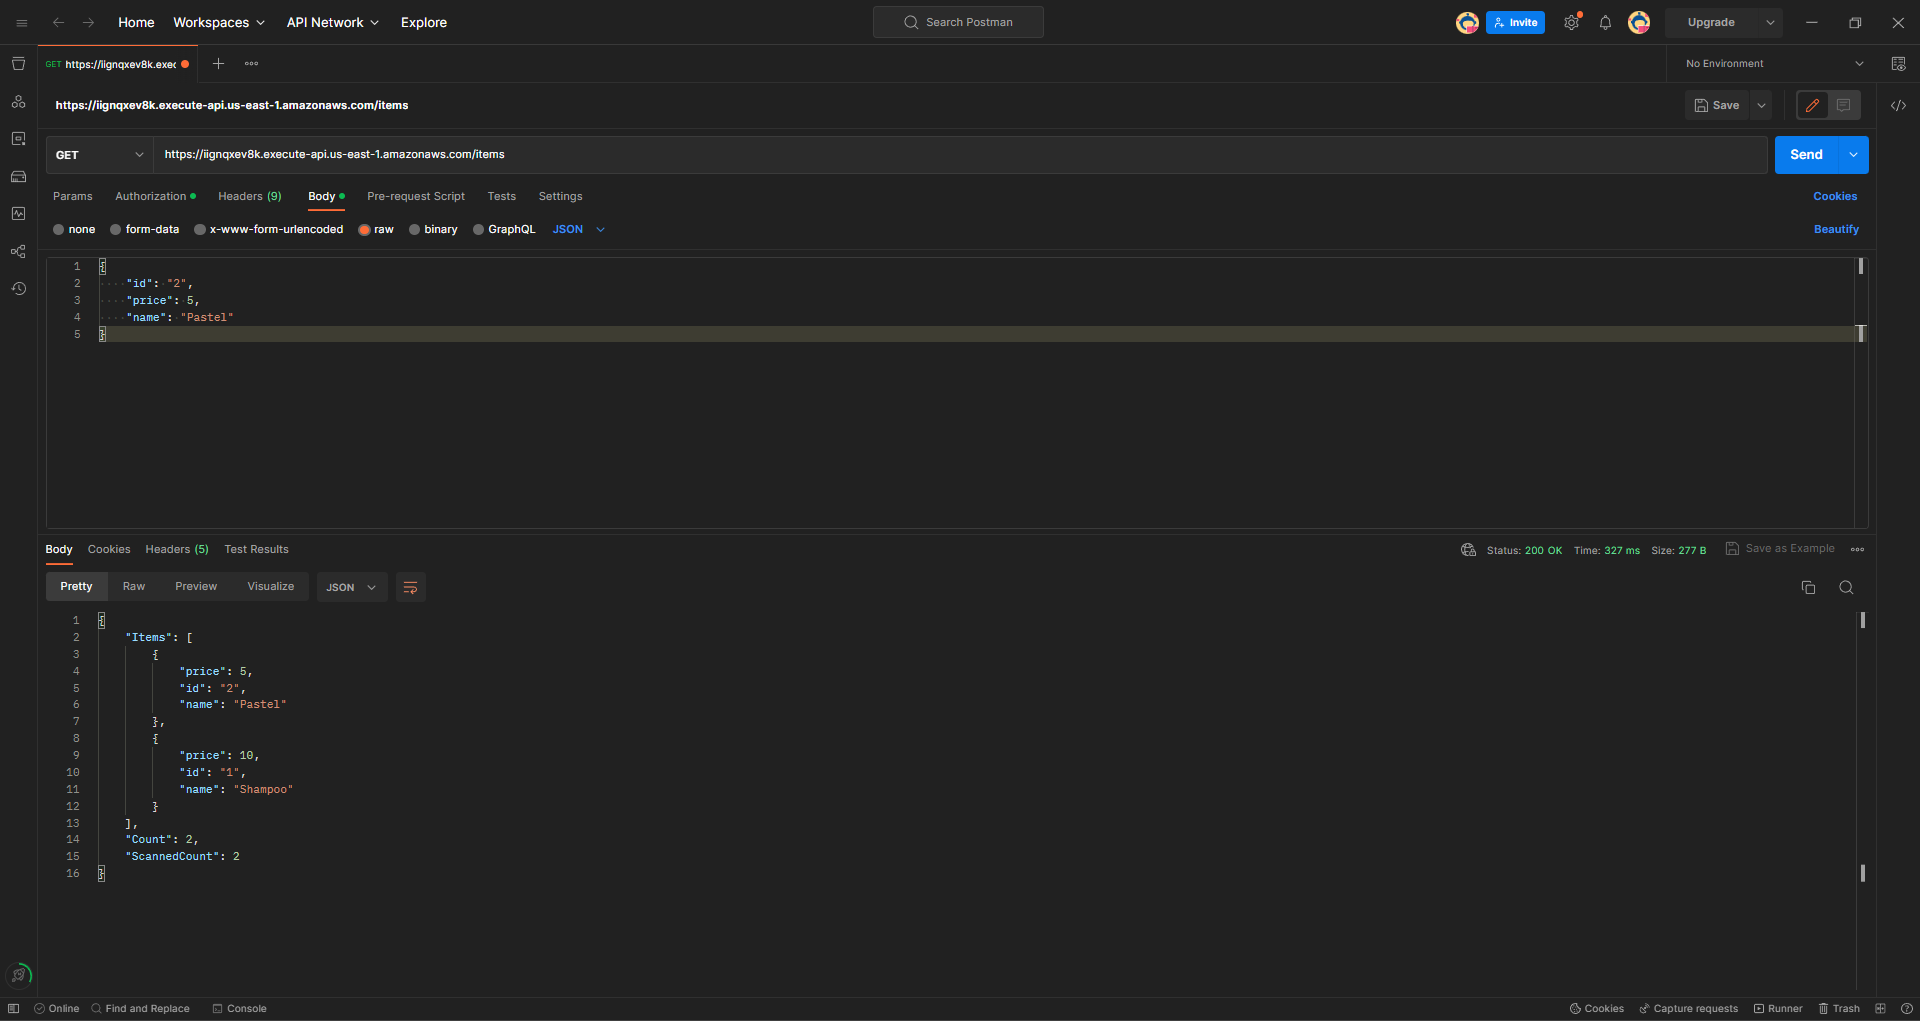 Home Workspaces API Network Explore Search Postman Invite Upgrade
GET https://iignqxev8k.exec No Environment
https://iignqxev8k.execute-api.us-east-1.amazonaws.com/items Save
GET https://iignqxev8k.execute-api.us-east-1.amazonaws.com/items Send
Params Authorization Headers (9) Body Pre-request Script Tests Settings Cookies
none form-data x-www-form-urlencoded raw binary GraphQL JSON Beautify
1 {
2 "id": "2",
3 "price": 5,
4 "name": "Pastel"
5 }
Body Cookies Headers (5) Test Results Status: 200 OK Time: 327 ms Size: 277 B Save as Example
Pretty Raw Preview Visualize JSON
1 {
2 "Items": [
3 {
4 "price": 5,
5 "id": "2",
6 "name": "Pastel"
7 },
8 {
9 "price": 10,
10 "id": "1",
11 "name": "Shampoo"
12 }
13 ],
14 "Count": 2,
15 "ScannedCount": 2
16 }
Online Find and Replace Console Cookies Capture requests Runner Trash